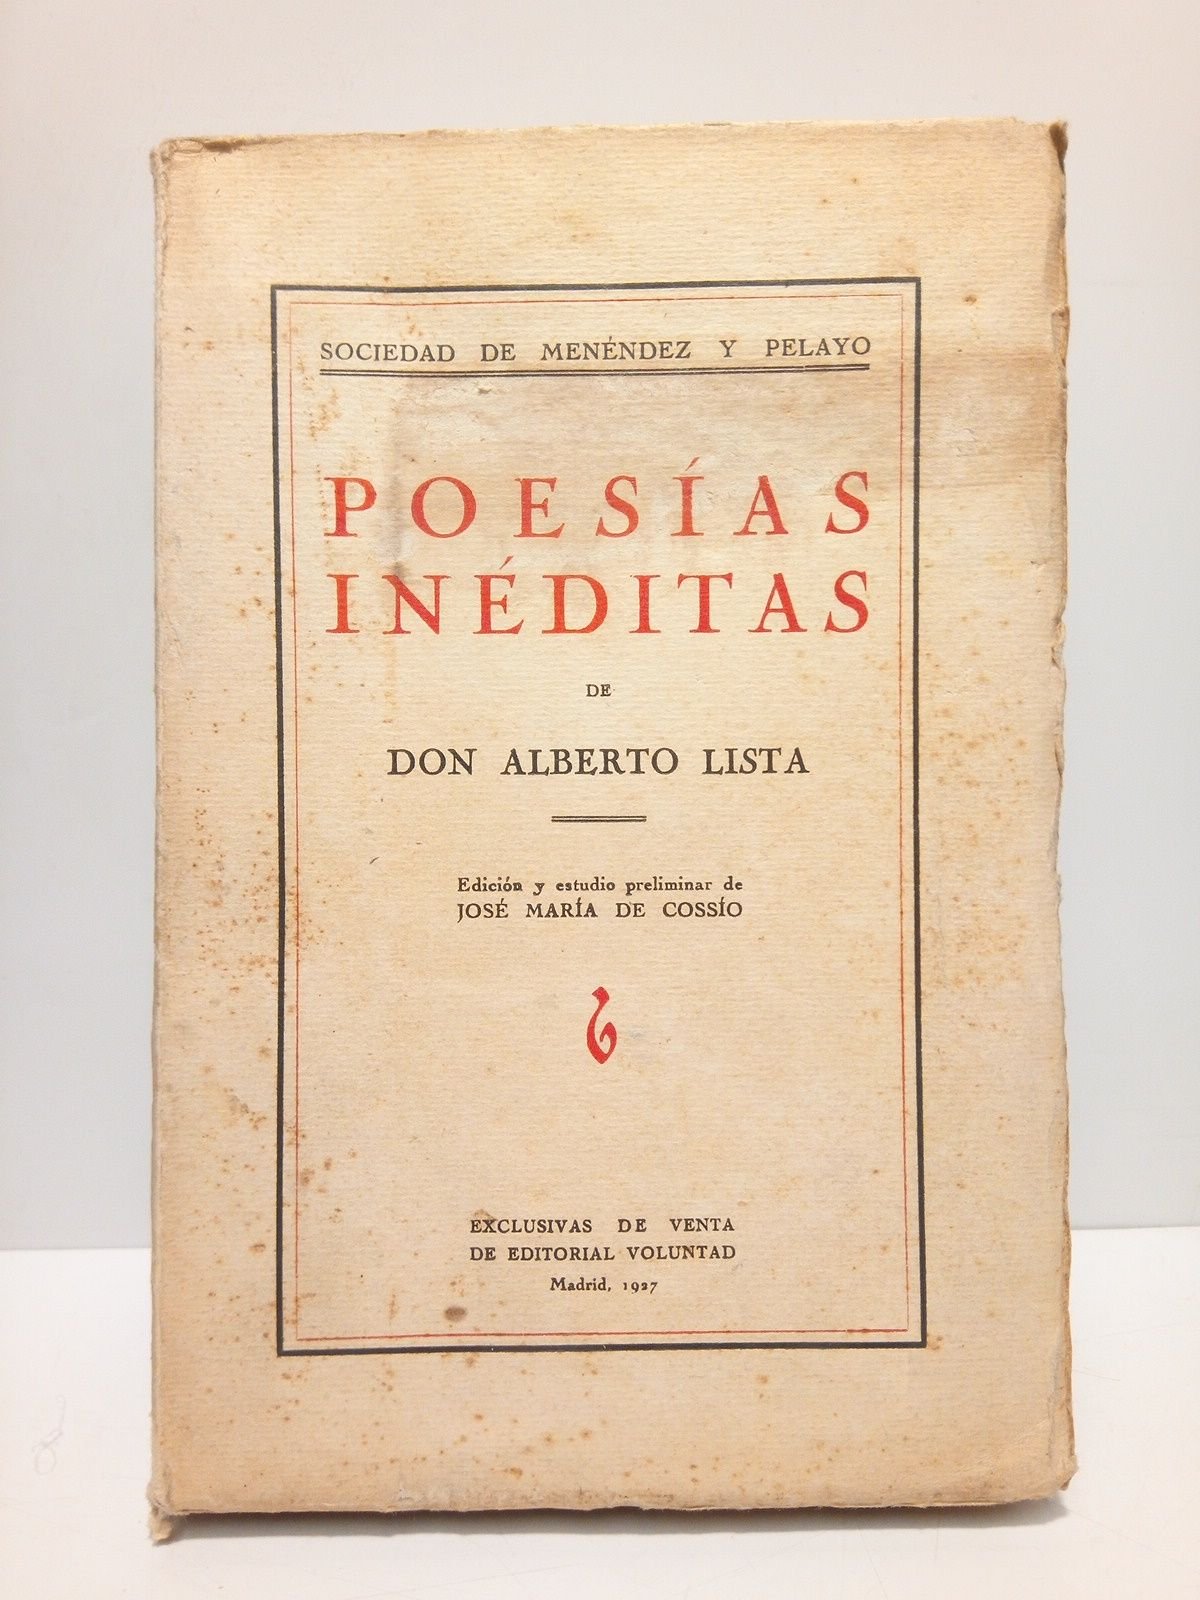 SOCIEDAD DE MENÉNDEZ Y PELAYO
POESÍAS
INÉDITAS
DE
DON ALBERTO LISTA
Edición y estudio preliminar de
JOSÉ MARÍA DE COSSÍO
EXCLUSIVAS DE VENTA
DE EDITORIAL VOLUNTAD
Madrid, 1927